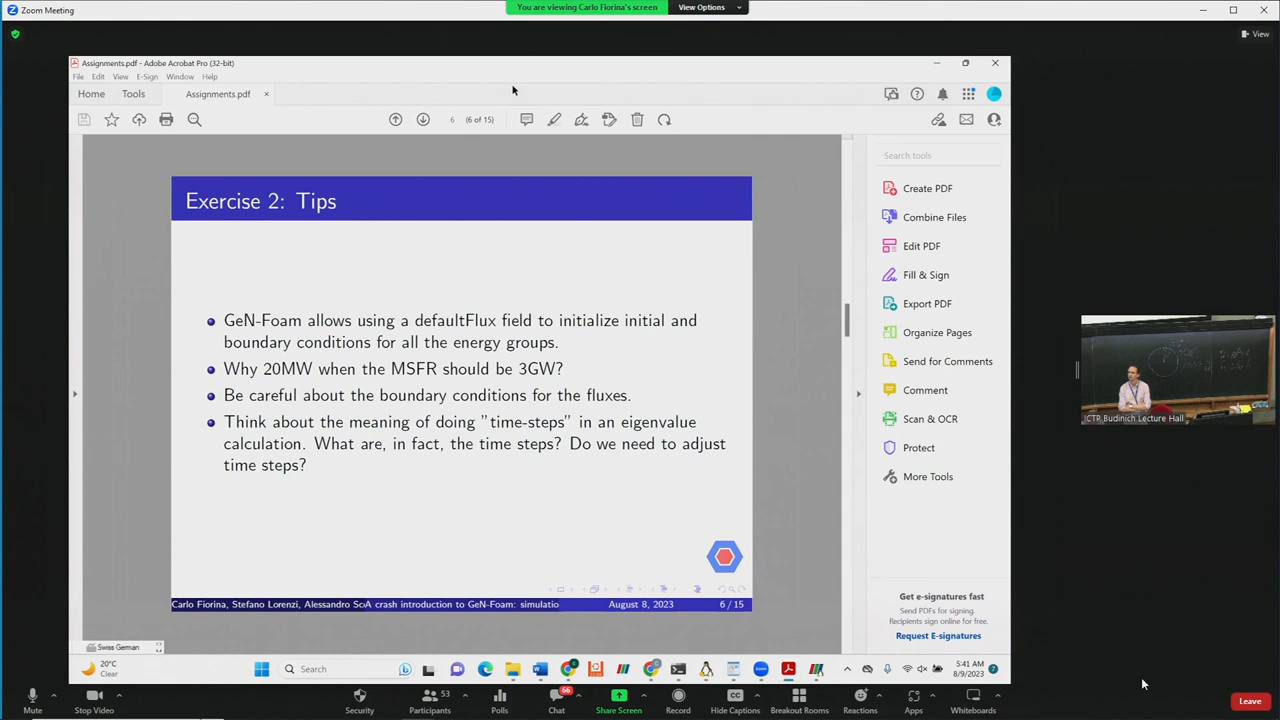 Zoom Meeting
You are viewing Carlo Fiorina's screen
View Options
View
Assignments.pdf - Adobe Acrobat Pro (32-bit)
File Edit View E-Sign Window Help
Home Tools Assignments.pdf ×
6 (6 of 15)
Search tools
Create PDF
Combine Files
Edit PDF
Fill & Sign
Export PDF
Organize Pages
Send for Comments
Comment
Scan & OCR
Protect
More Tools
Get e-signatures fast
Send PDFs for signing.
Recipients sign online for free.
Request E-signatures
Exercise 2: Tips
GeN-Foam allows using a defaultFlux field to initialize initial and
boundary conditions for all the energy groups.
Why 20MW when the MSFR should be 3GW?
Be careful about the boundary conditions for the fluxes.
Think about the meaning of doing "time-steps" in an eigenvalue
calculation. What are, in fact, the time steps? Do we need to adjust
time steps?
Carlo Fiorina, Stefano Lorenzi, Alessandro Sc
A crash introduction to GeN-Foam: simulatio
August 8, 2023
6 / 15
ICTP Budinich Lecture Hall
Swiss German
20°C
Clear
Search
5:41 AM
8/9/2023
Mute Stop Video Security Participants 53 Polls Chat 66 Share Screen Record Hide Captions Breakout Rooms Reactions Apps Whiteboards Leave